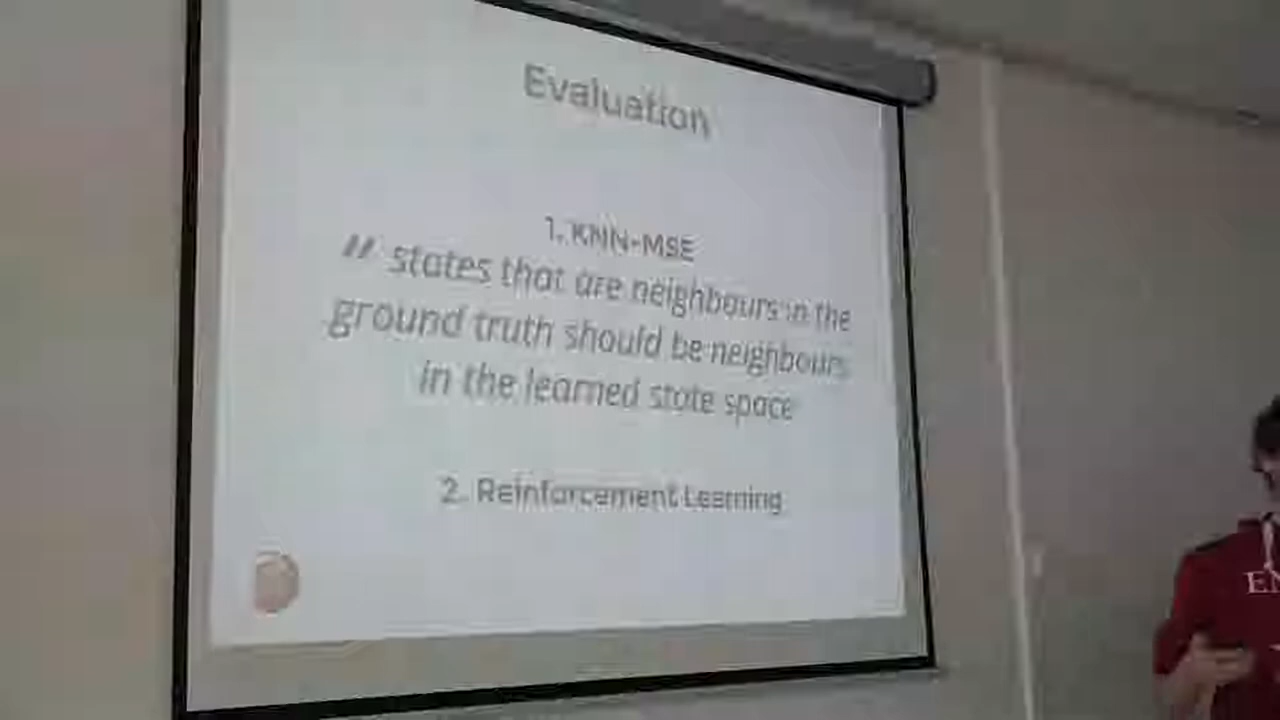 Evaluation
1. KNN-MSE
" states that are neighbours in the
ground truth should be neighbours
in the learned state space
2. Reinforcement Learning
EN